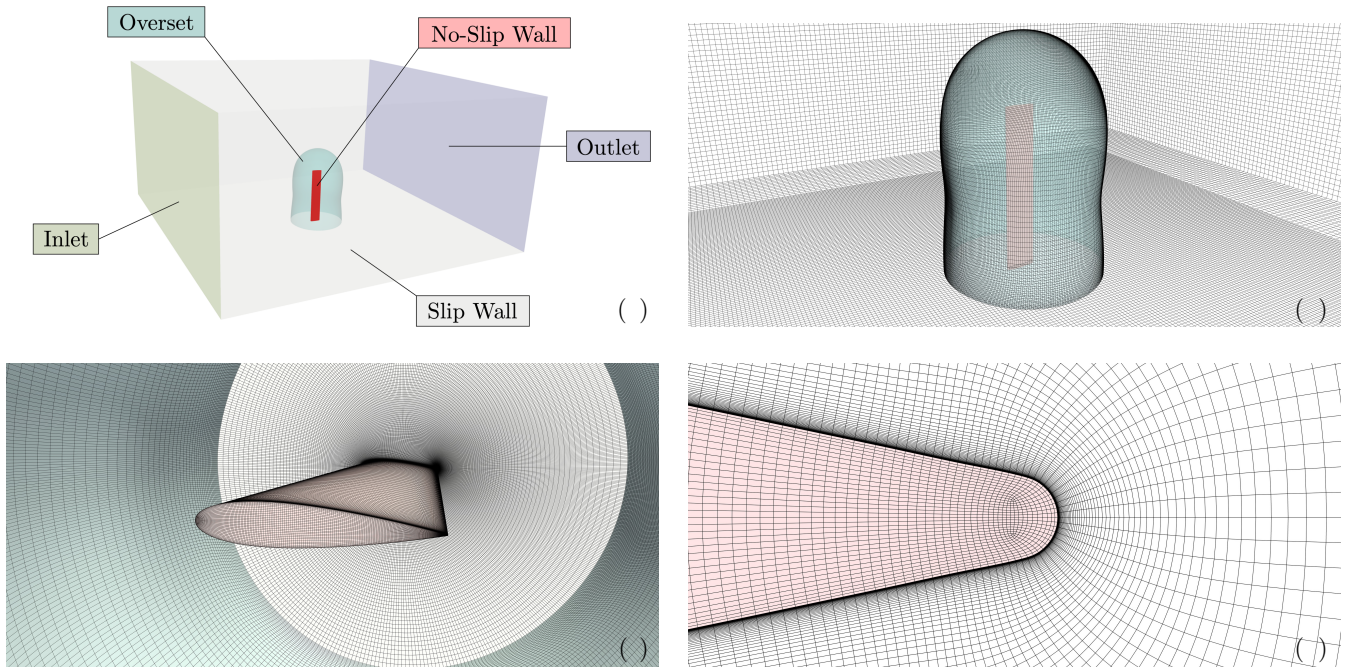 Overset
No-Slip Wall
Outlet
Inlet
Slip Wall
( )
( )
( )
( )